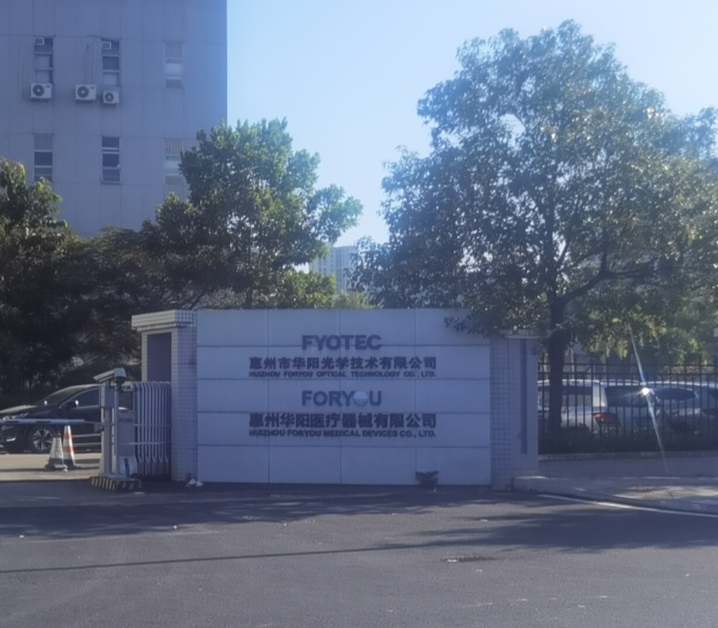 FYOTEC
惠州市华阳光学技术有限公司
HUIZHOU FORYOU OPTICAL TECHNOLOGY CO., LTD.
FORYOU
惠州华阳医疗器械有限公司
HUIZHOU FORYOU MEDICAL DEVICES CO., LTD.